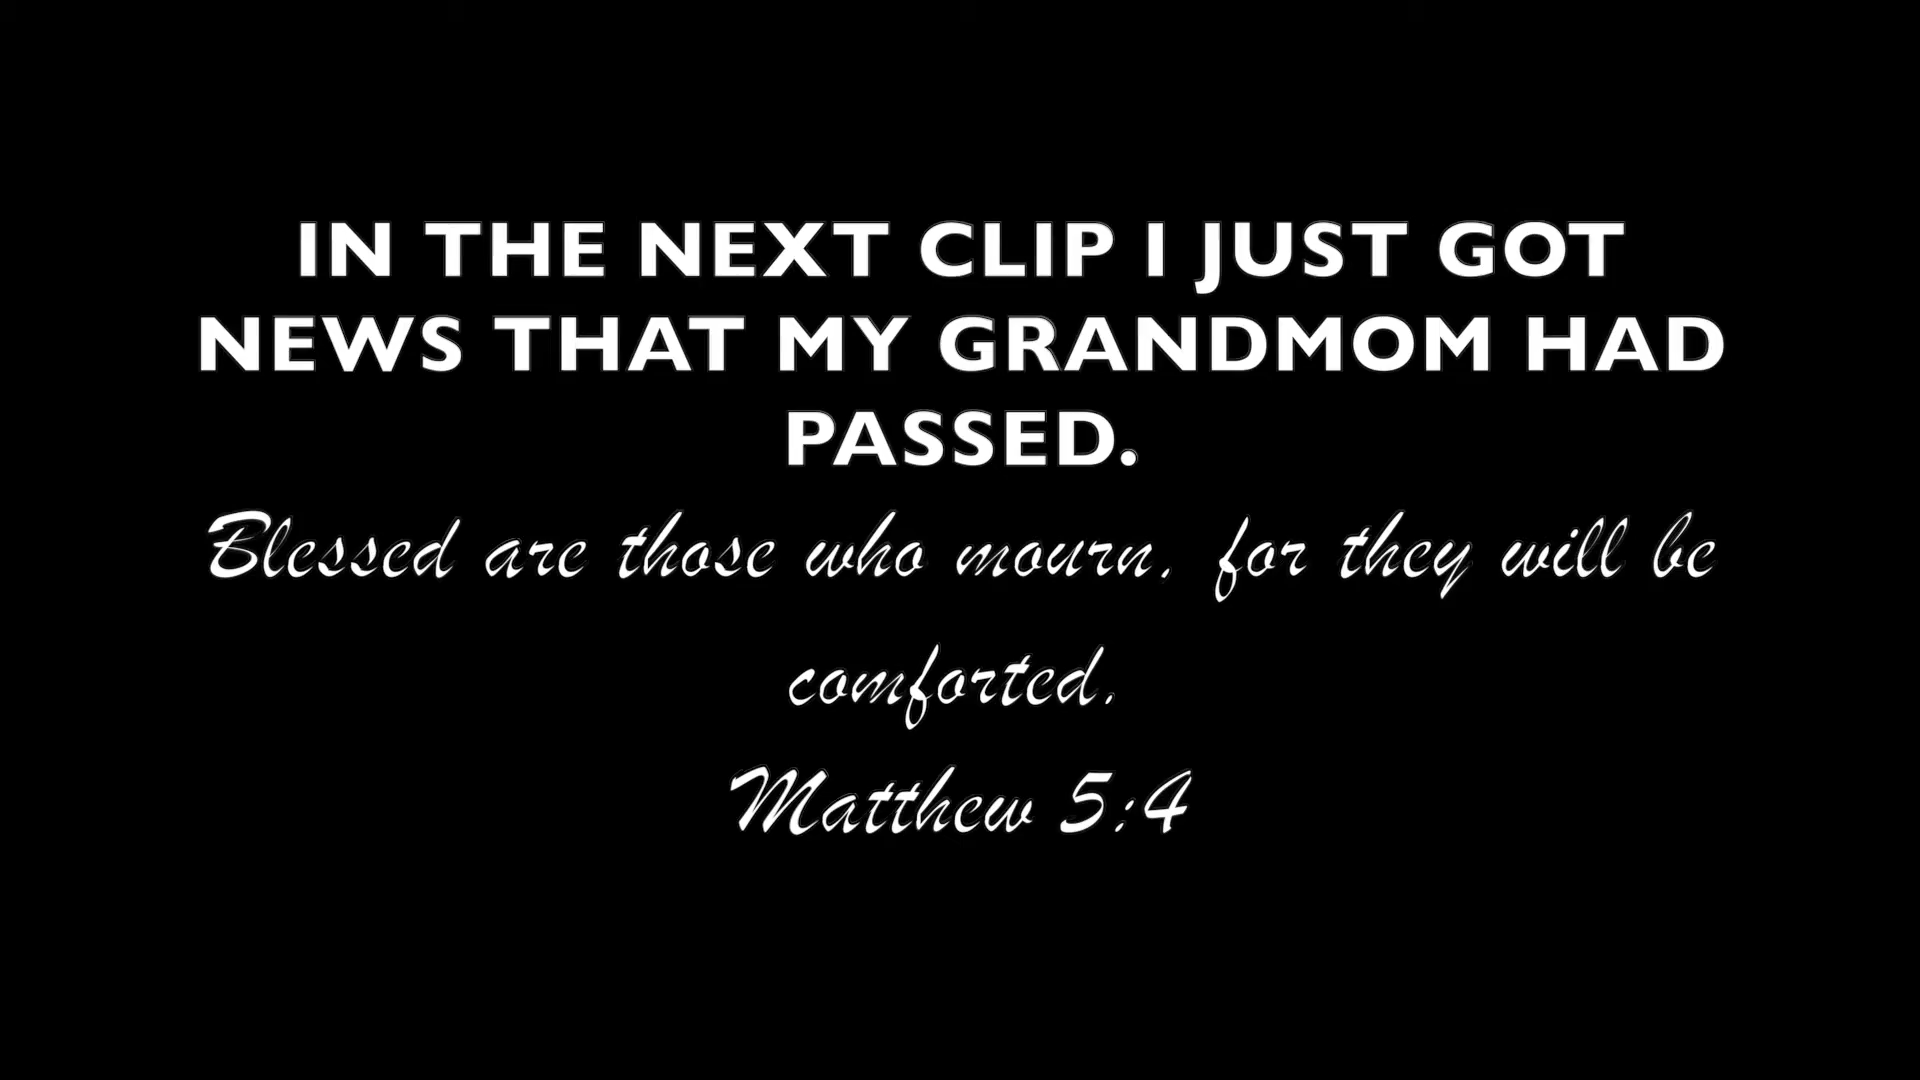 IN THE NEXT CLIP I JUST GOT
NEWS THAT MY GRANDMOM HAD
PASSED.
Blessed are those who mourn, for they will be
comforted.
Matthew 5:4